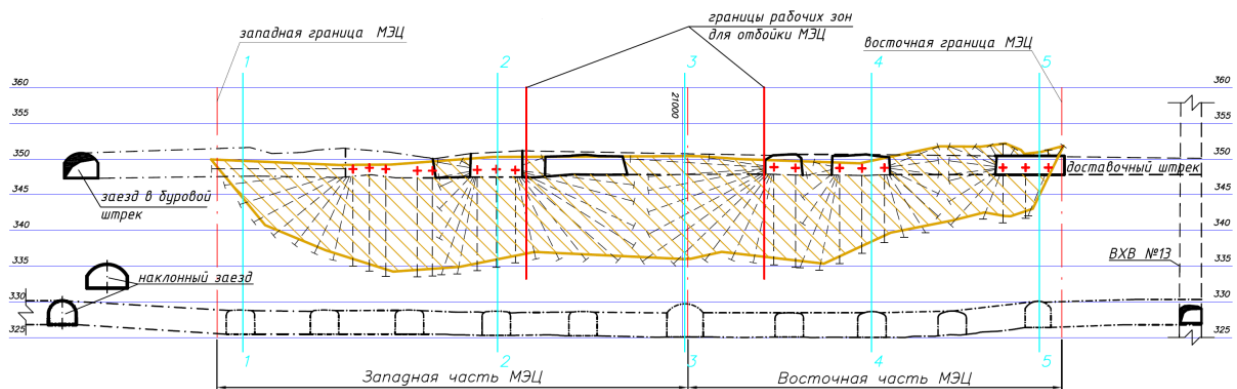 границы рабочих зон
для отбойки МЭЦ
западная граница МЭЦ
восточная граница МЭЦ
1 2 3 4 5
21000
360 360
355 355
350 350
доставочный штрек
345 345
заезд в буровой
штрек
340 340
335 335
ВХВ №13
наклонный заезд
330 330
325 325
1 2 3 4 5
Западная часть МЭЦ
Восточная часть МЭЦ